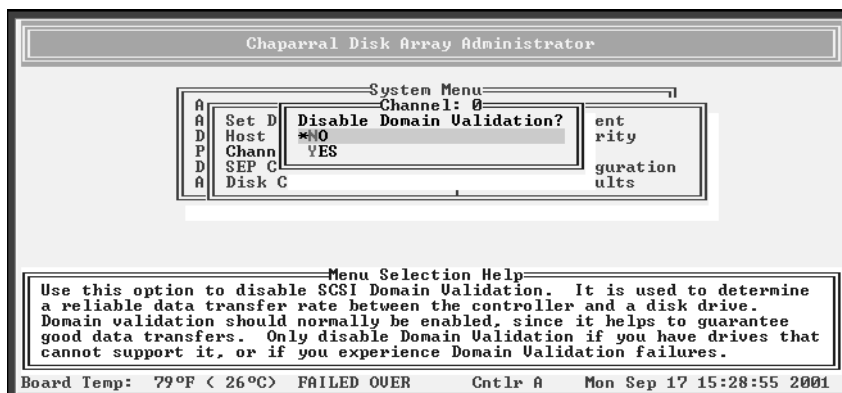 Chaparral Disk Array Administrator
System Menu
Channel: 0
A
A Set D Disable Domain Validation? ent
D Host *NO rity
P Chann YES
D SEP C guration
A Disk C ults
Menu Selection Help
Use this option to disable SCSI Domain Validation. It is used to determine
a reliable data transfer rate between the controller and a disk drive.
Domain validation should normally be enabled, since it helps to guarantee
good data transfers. Only disable Domain Validation if you have drives that
cannot support it, or if you experience Domain Validation failures.
Board Temp: 79ºF ( 26ºC) FAILED OVER Cntlr A Mon Sep 17 15:28:55 2001